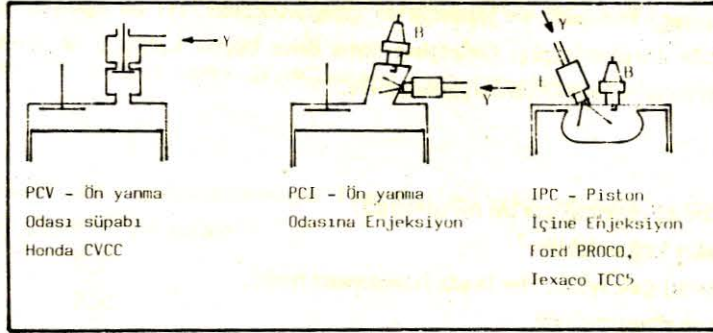 Y
B
Y
Y
E
B
PCV - Ön yanma
Odası süpabı
Honda CVCC
PCI - Ön yanma
Odasına Enjeksiyon
IPC - Piston
İçine Enjeksiyon
Ford PROCO,
Texaco TCCS